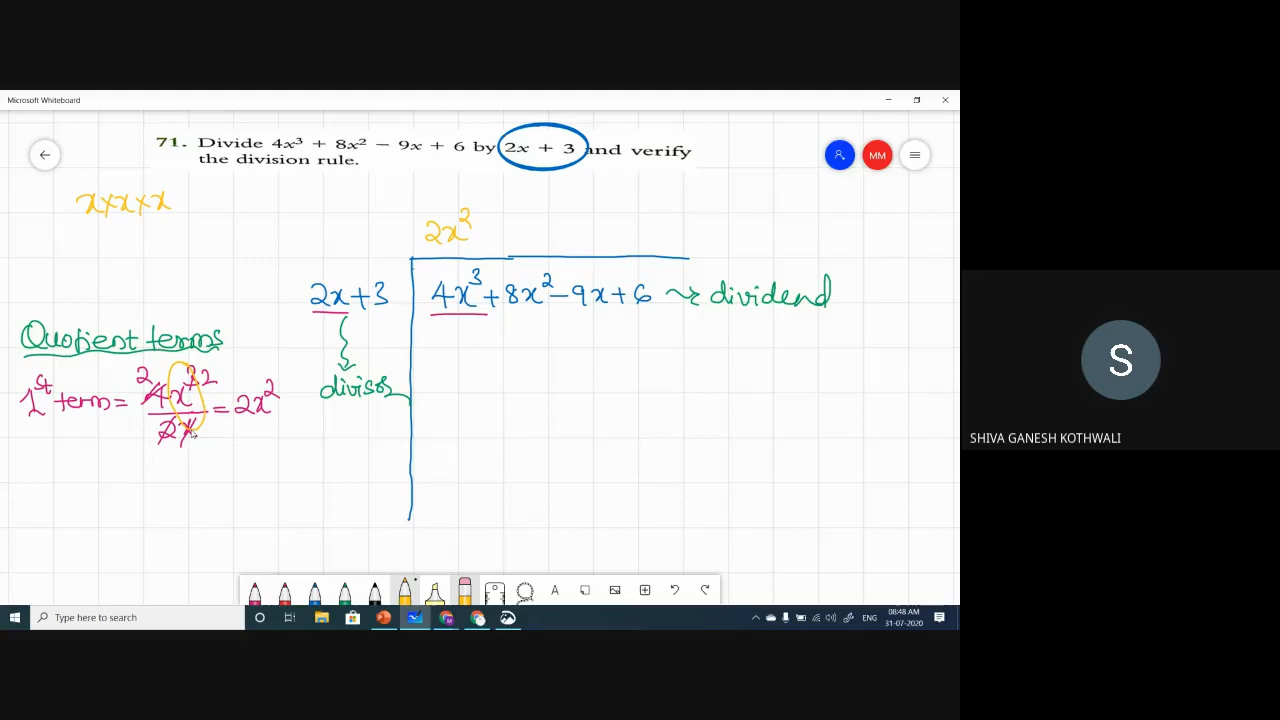 Microsoft Whiteboard
71. Divide 4x³ + 8x² − 9x + 6 by 2x + 3 and verify
the division rule.
MM
x×x×x
2x²
2x+3
4x³+8x²−9x+6
dividend
Quotient terms
divisor
1st term = 4x³/2x = 2x²
2
2
S
SHIVA GANESH KOTHWALI
A
Type here to search
ENG
08:48 AM
31-07-2020